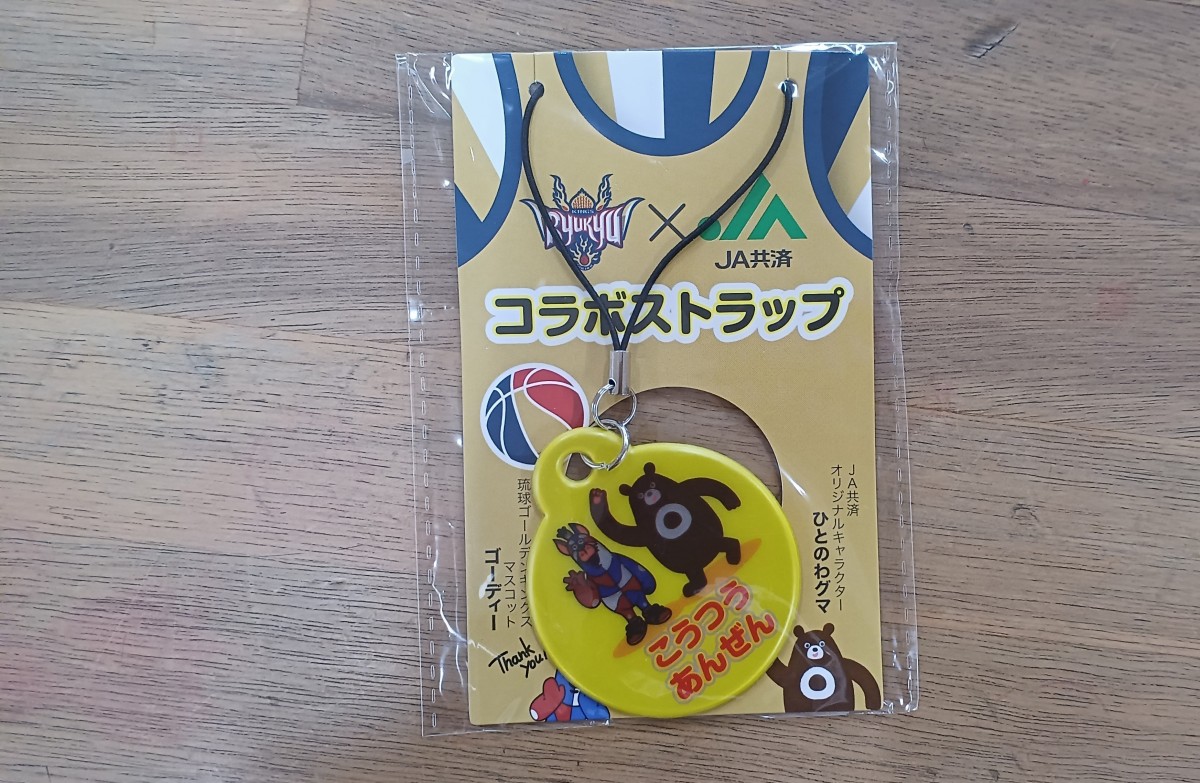 KINGS
RYUKYU
×
JA共済
コラボストラップ
琉球ゴールデンキングス
マスコット
ゴーディー
JA共済
オリジナルキャラクター
ひとのわグマ
こうつう
あんぜん
Thank
you!